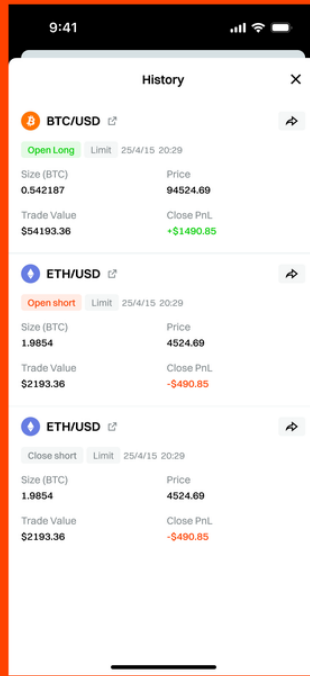 9:41
History
BTC/USD
Open Long Limit 25/4/15 20:29
Size (BTC) Price
0.542187 94524.69
Trade Value Close PnL
$54193.36 +$1490.85
ETH/USD
Open short Limit 25/4/15 20:29
Size (BTC) Price
1.9854 4524.69
Trade Value Close PnL
$2193.36 -$490.85
ETH/USD
Close short Limit 25/4/15 20:29
Size (BTC) Price
1.9854 4524.69
Trade Value Close PnL
$2193.36 -$490.85